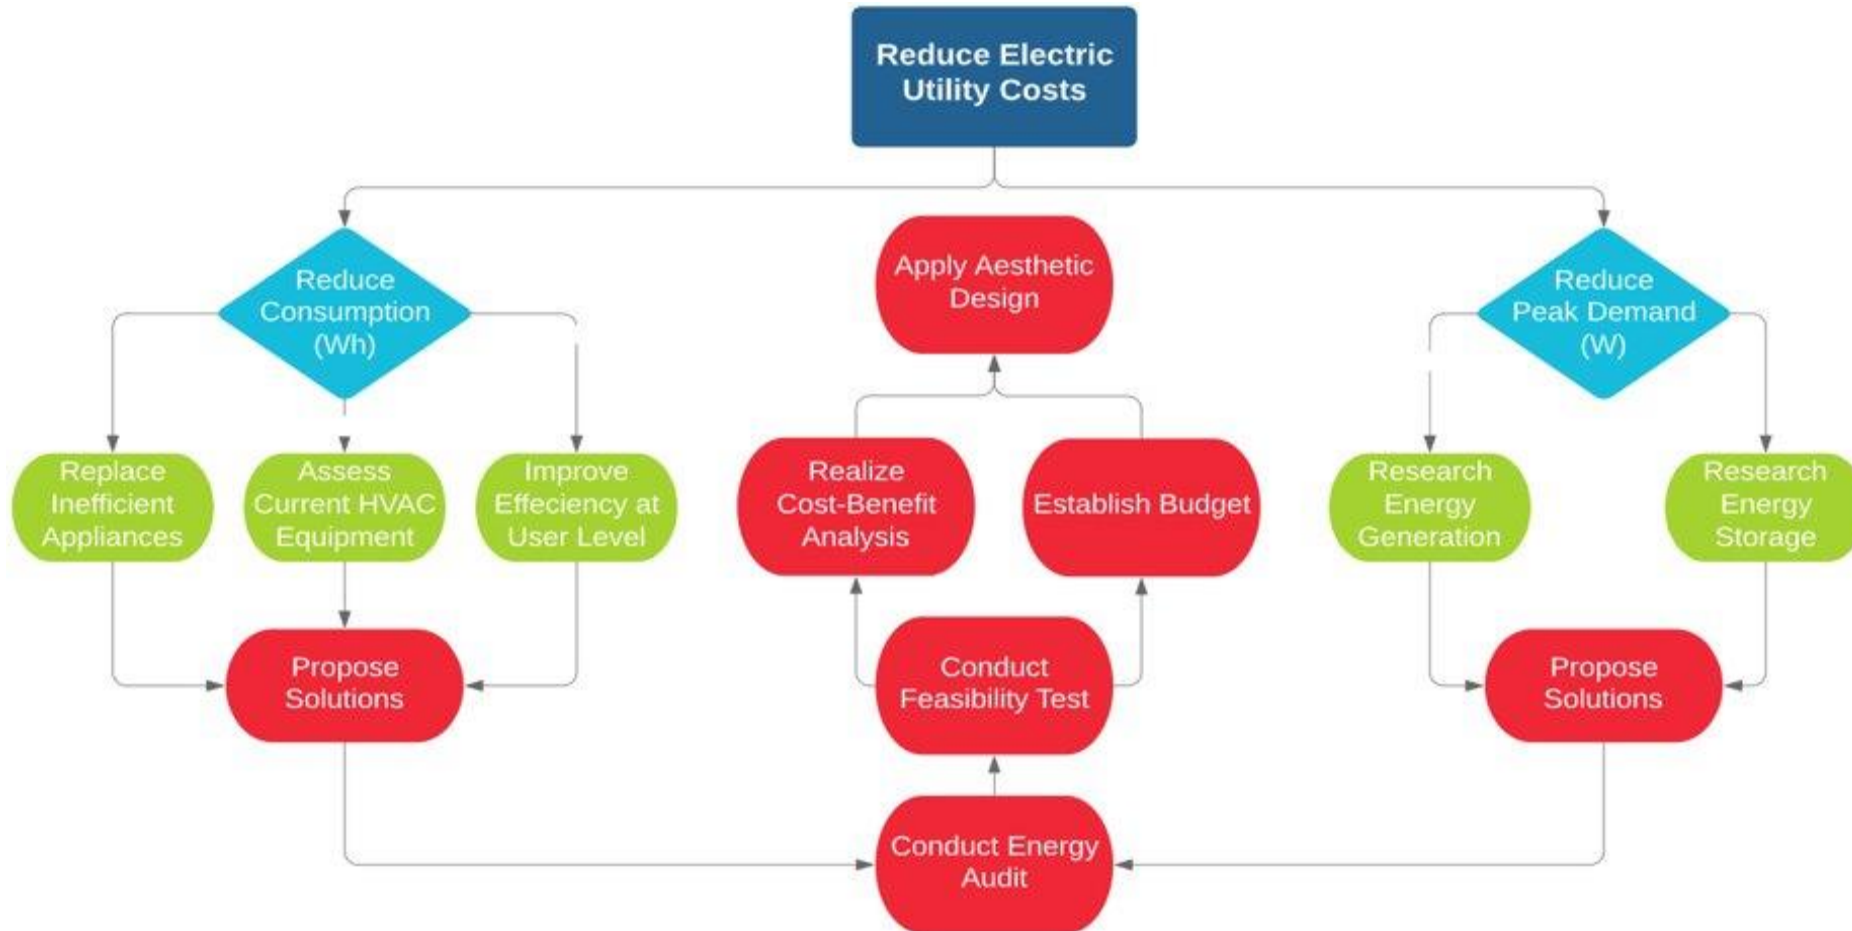 Reduce Electric
Utility Costs
Reduce
Consumption
(Wh)
Apply Aesthetic
Design
Reduce
Peak Demand
(W)
Replace
Inefficient
Appliances
Assess
Current HVAC
Equipment
Improve
Effeciency at
User Level
Realize
Cost-Benefit
Analysis
Establish Budget
Research
Energy
Generation
Research
Energy
Storage
Propose
Solutions
Conduct
Feasibility Test
Propose
Solutions
Conduct Energy
Audit